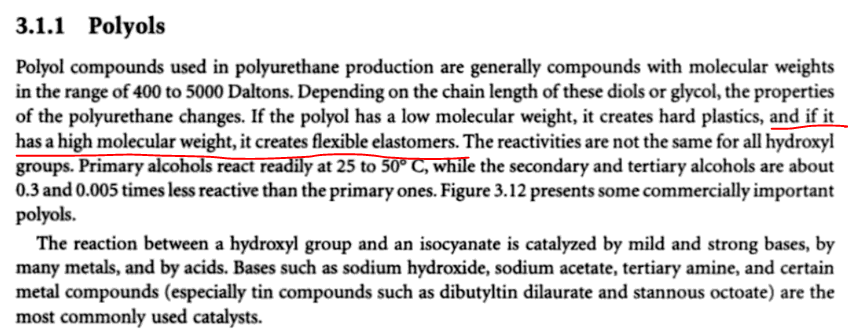 3.1.1 Polyols
Polyol compounds used in polyurethane production are generally compounds with molecular weights
in the range of 400 to 5000 Daltons. Depending on the chain length of these diols or glycol, the properties
of the polyurethane changes. If the polyol has a low molecular weight, it creates hard plastics, and if it
has a high molecular weight, it creates flexible elastomers. The reactivities are not the same for all hydroxyl
groups. Primary alcohols react readily at 25 to 50° C, while the secondary and tertiary alcohols are about
0.3 and 0.005 times less reactive than the primary ones. Figure 3.12 presents some commercially important
polyols.
The reaction between a hydroxyl group and an isocyanate is catalyzed by mild and strong bases, by
many metals, and by acids. Bases such as sodium hydroxide, sodium acetate, tertiary amine, and certain
metal compounds (especially tin compounds such as dibutyltin dilaurate and stannous octoate) are the
most commonly used catalysts.